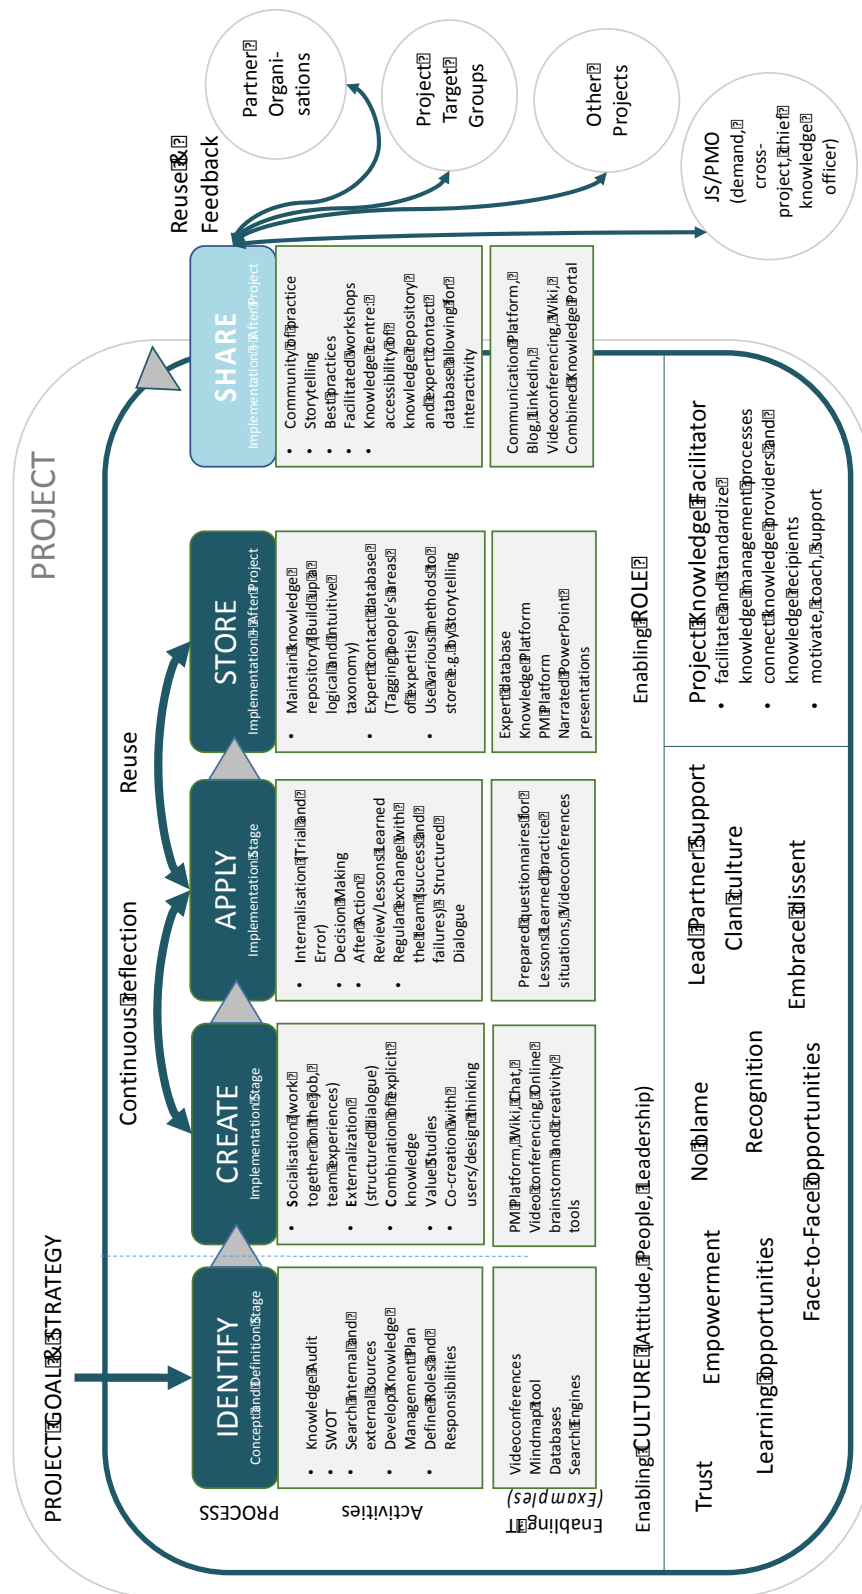 PROJECT
PROJECT GOAL & STRATEGY
Continuous reflection
Reuse
Reuse &
Feedback
PROCESS
IDENTIFY
Concept and Definition Stage
CREATE
Implementation Stage
APPLY
Implementation Stage
STORE
Implementation + After Project
SHARE
Implementation + After Project
Activities
• Knowledge Audit
SWOT
• Search internal and
external sources
• Develop Knowledge
Management Plan
• Define Roles and
Responsibilities
• Socialisation (work
together on the job,
team experiences)
• Externalization
(structured dialogue)
• Combination of explicit
knowledge
• Value Studies
• Co-creation with
users/design thinking
• Internalisation (Trial and
Error)
• Decision Making
• After Action
Review/Lessons Learned
• Regular exchange with
the team (success and
failures) - Structured
Dialogue
• Maintain knowledge
repository (Build up a
logical and Intuitive
taxonomy)
• Expert contact database
(Tagging people's areas
of expertise)
• Use various methods to
store e.g. by storytelling
• Community of practice
• Storytelling
• Best practices
• Facilitated workshops
• Knowledge centre:
accessibility of
knowledge repository
and expert contact
database allowing for
interactivity
Enabling IT
(Examples)
Videoconferences
Mindmap tool
Databases
Search Engines
PM Platform, Wiki, Chat,
Video conferencing, Online
brainstorm and creativity
tools
Prepared questionnaires for
Lessons Learned practice
situations, Videoconferences
Expert database
Knowledge Platform
PM Platform
Narrated PowerPoint
presentations
Communication Platform,
Blog, Linkedin,
Videoconferencing, Wiki,
Combined Knowledge Portal
Enabling CULTURE (Attitude, People, Leadership)
Trust
Empowerment
No blame
Lead Partner Support
Clan culture
Learning opportunities
Recognition
Face-to-Face opportunities
Embrace dissent
Enabling ROLE
Project Knowledge Facilitator
• facilitate and standardize
knowledge management processes
• connect knowledge providers and
knowledge recipients
• motivate, coach, support
Partner
Organi-
sations
Project
Target
Groups
Other
Projects
JS/PMO
(demand,
cross-
project, chief
knowledge
officer)